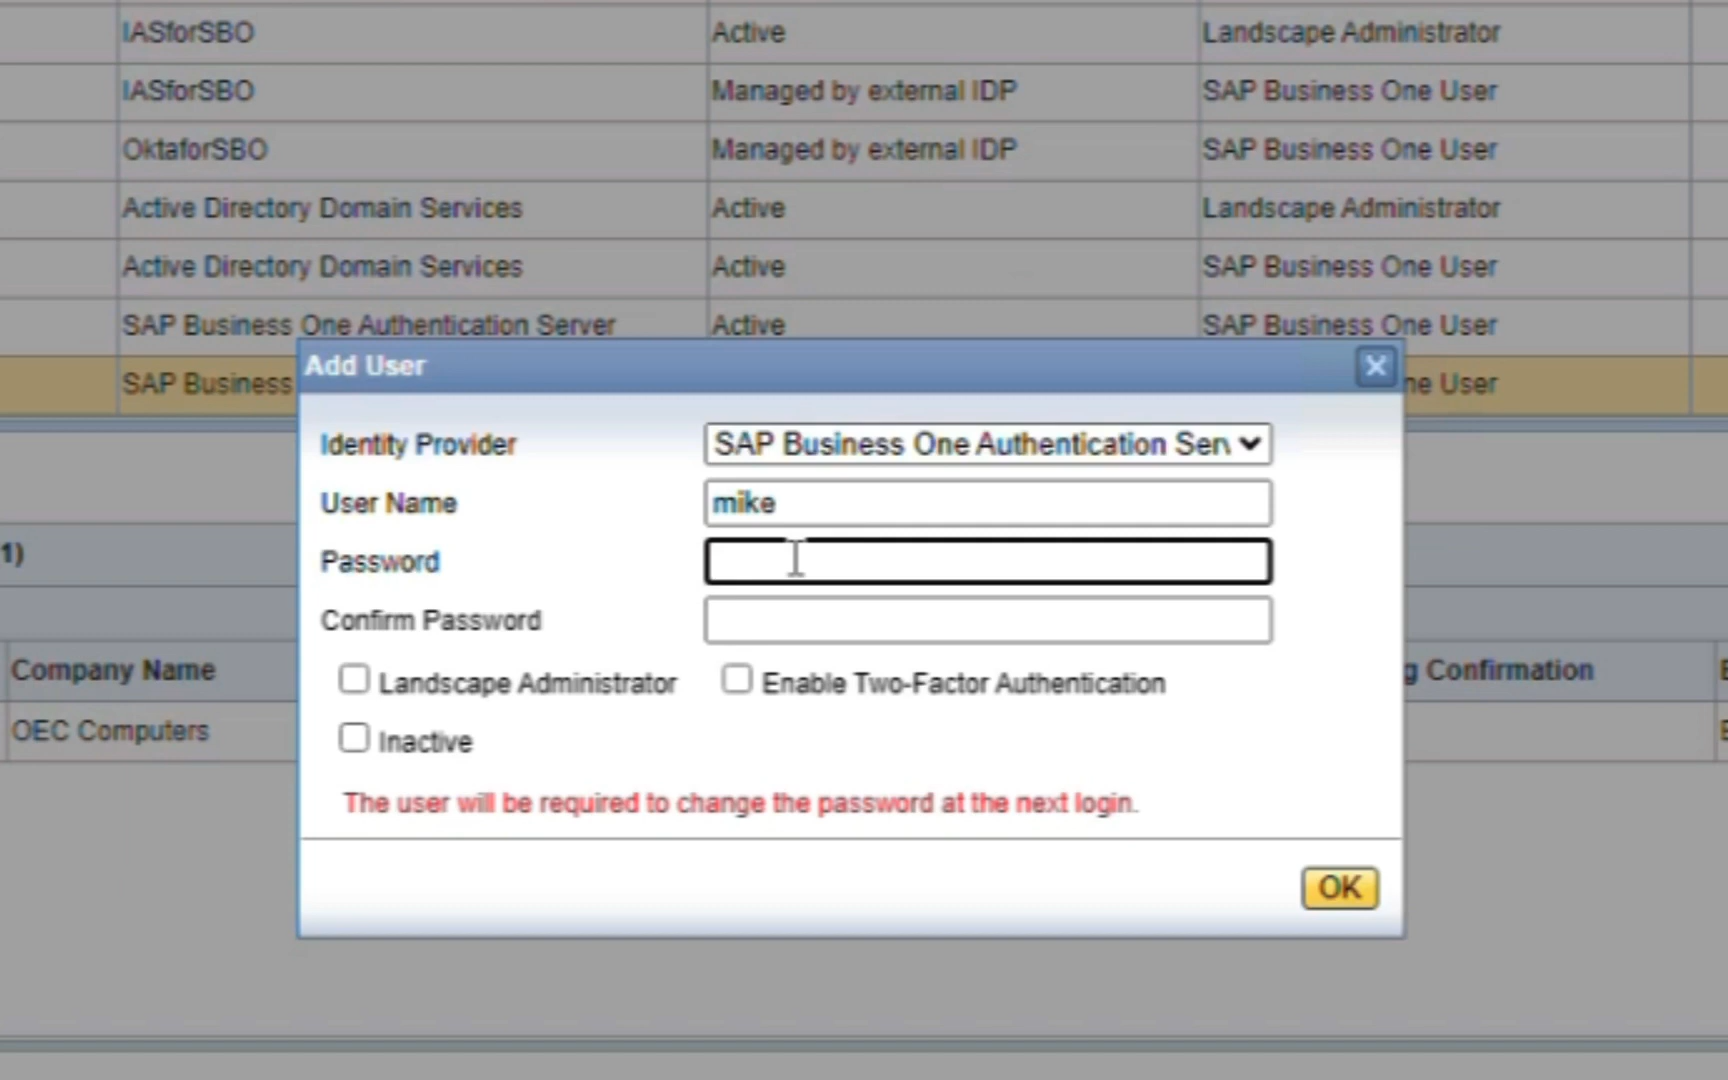 IASforSBO Active Landscape Administrator
IASforSBO Managed by external IDP SAP Business One User
OktaforSBO Managed by external IDP SAP Business One User
Active Directory Domain Services Active Landscape Administrator
Active Directory Domain Services Active SAP Business One User
SAP Business One Authentication Server Active SAP Business One User
SAP Business ne User
Add User
Identity Provider SAP Business One Authentication Serv
User Name mike
Password
Confirm Password
Landscape Administrator Enable Two-Factor Authentication
Inactive
The user will be required to change the password at the next login.
OK
1)
Company Name g Confirmation
OEC Computers